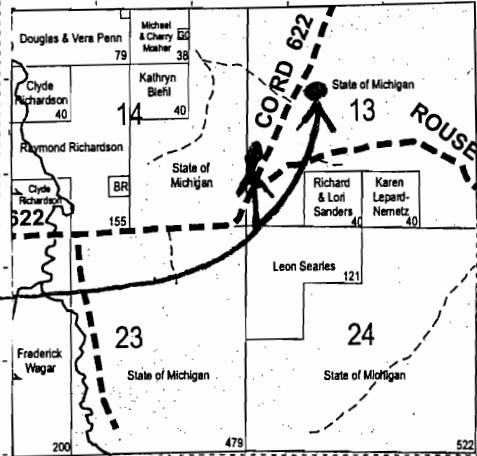 Douglas & Vera Penn
79
Michael
& Cherry
Mosher
38
GO
Clyde
Richardson
40
Kathryn
Biehl
40
14
CO RD 622
State of Michigan
13
ROUSE
Raymond Richardson
State of
Michigan
Clyde
Richardson
BR
155
622
Richard
& Lori
Sanders
40
Karen
Lepard-
Nemetz
40
Leon Searles
121
23
24
Frederick
Wagar
State of Michigan
State of Michigan
200
479
522